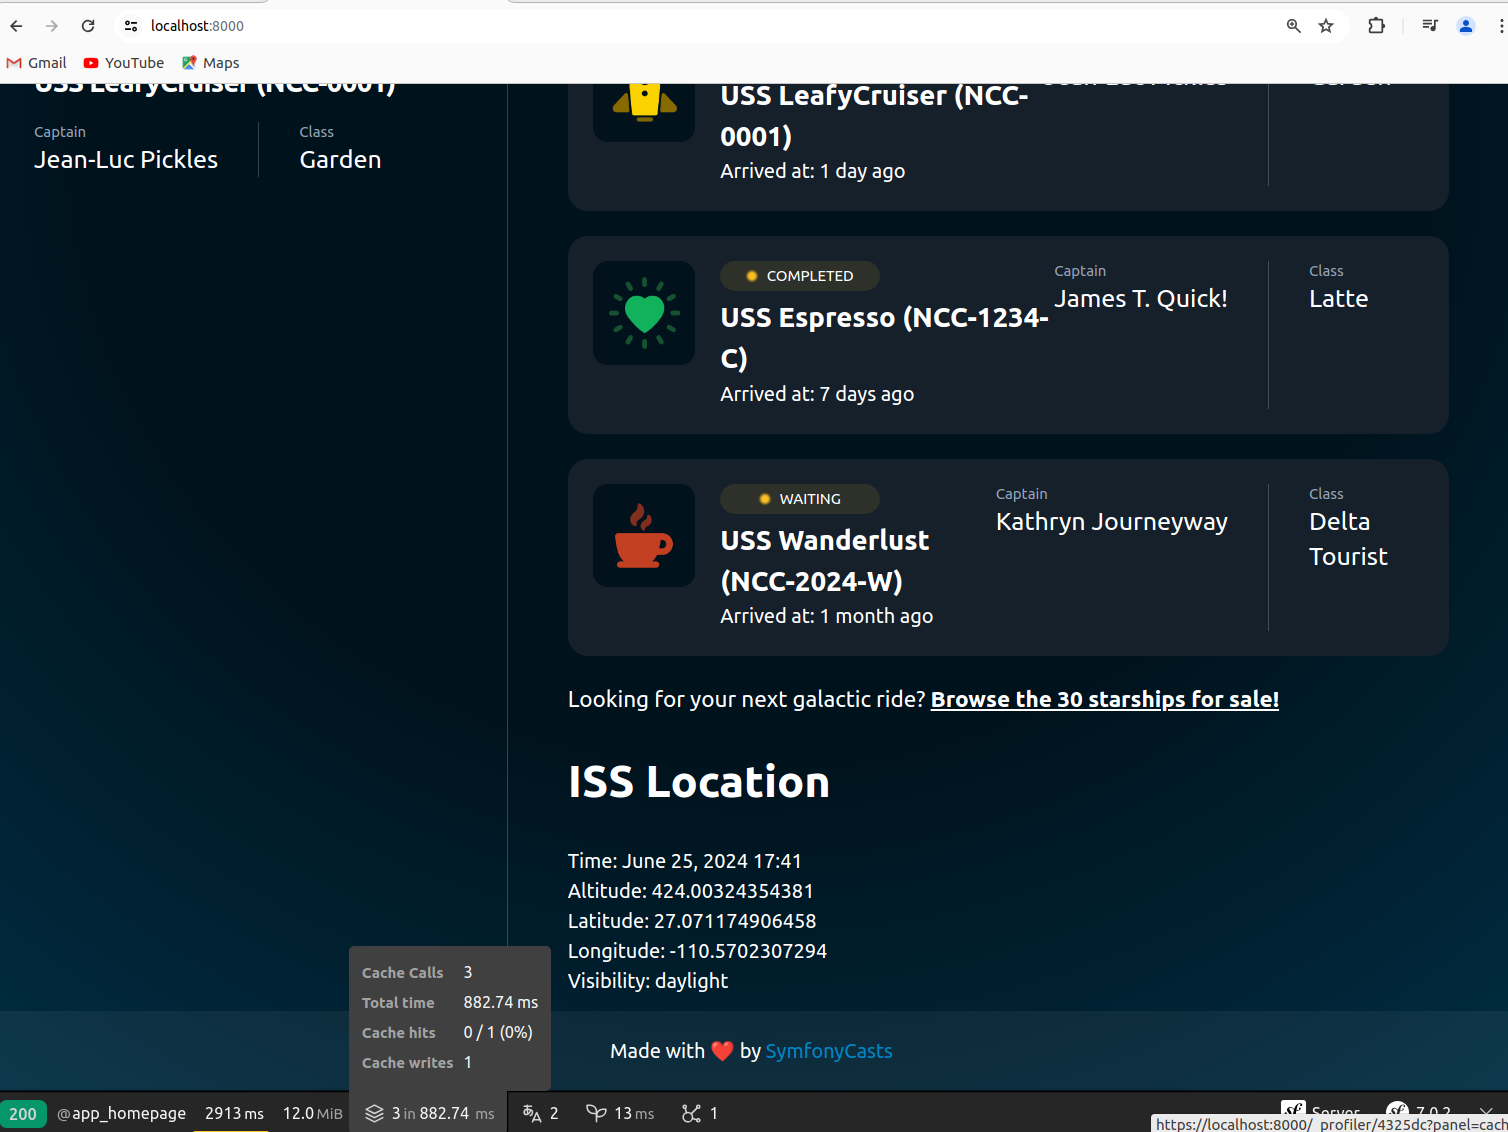 localhost:8000
Gmail
YouTube
Maps
USS LeafyCruiser (NCC-0001)
Captain
Jean-Luc Pickles
Class
Garden
USS LeafyCruiser (NCC-
0001)
Arrived at: 1 day ago
Jean-Luc Pickles
Garden
COMPLETED
USS Espresso (NCC-1234-
C)
Arrived at: 7 days ago
Captain
James T. Quick!
Class
Latte
WAITING
USS Wanderlust
(NCC-2024-W)
Arrived at: 1 month ago
Captain
Kathryn Journeyway
Class
Delta
Tourist
Looking for your next galactic ride? Browse the 30 starships for sale!
ISS Location
Time: June 25, 2024 17:41
Altitude: 424.00324354381
Latitude: 27.071174906458
Longitude: -110.5702307294
Visibility: daylight
Cache Calls 3
Total time 882.74 ms
Cache hits 0 / 1 (0%)
Cache writes 1
Made with ❤️ by SymfonyCasts
200 @app_homepage 2913 ms 12.0 MiB 3 in 882.74 ms 2 13 ms 1 Server 7.0.2
https://localhost:8000/_profiler/4325dc?panel=cach